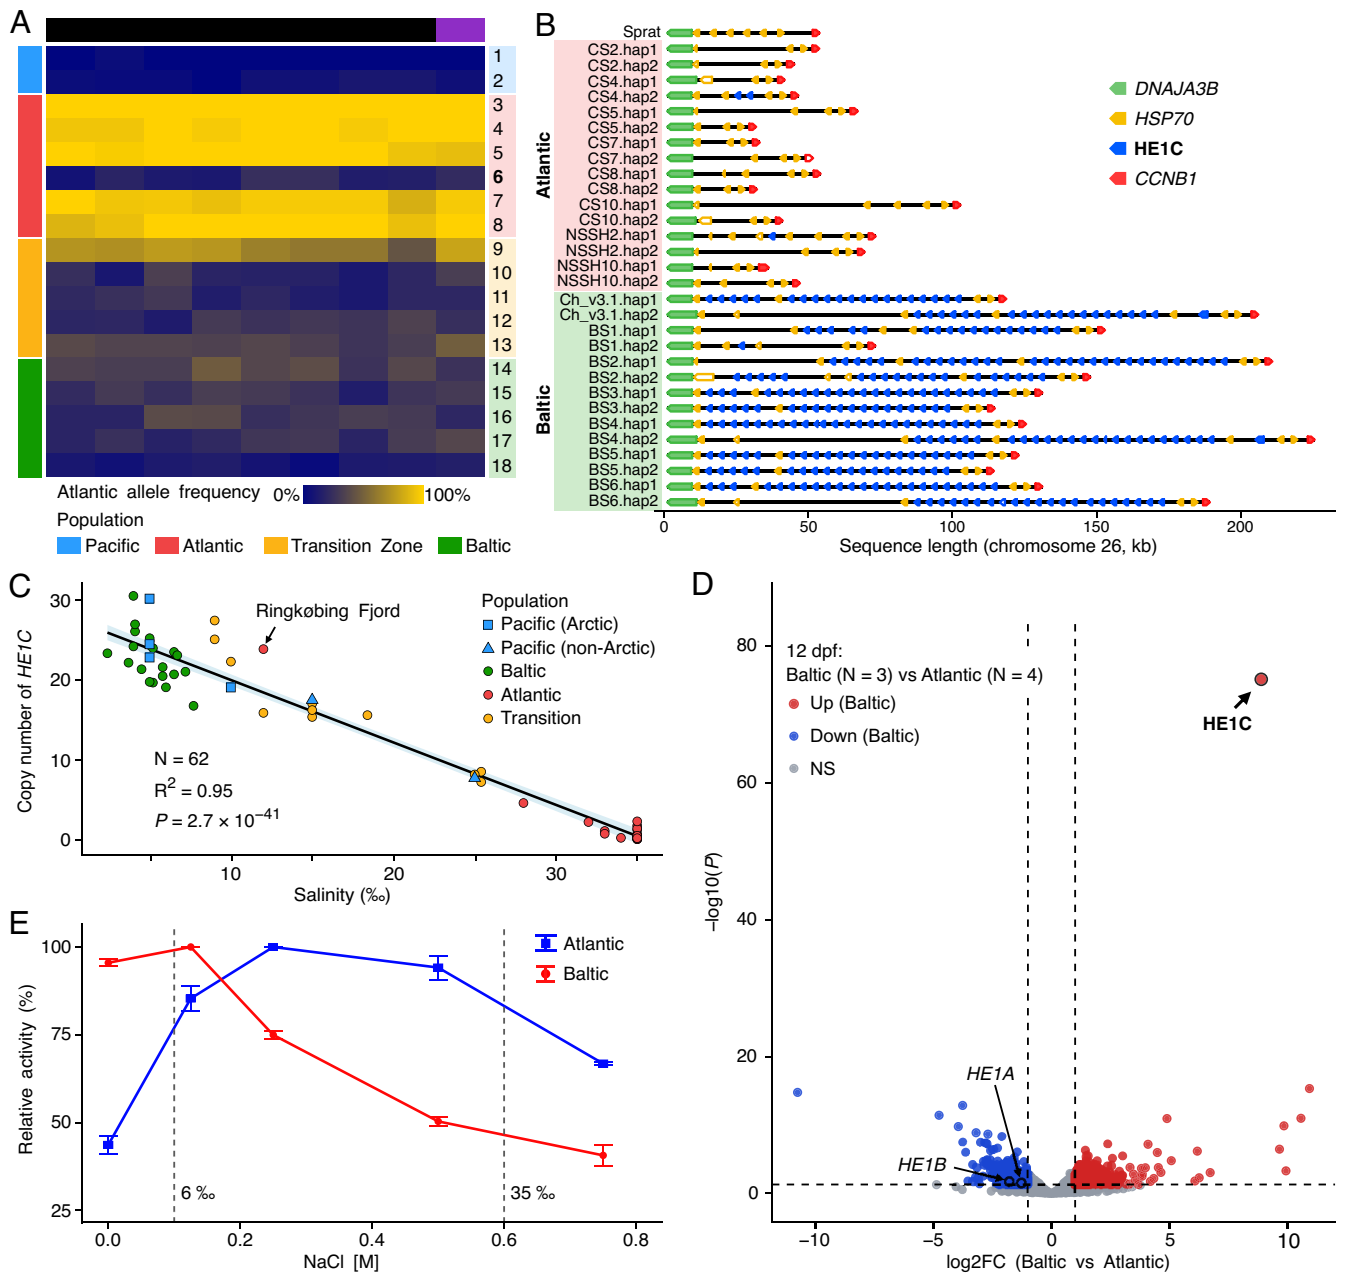 A
1
2
3
4
5
6
7
8
9
10
11
12
13
14
15
16
17
18
Atlantic allele frequency 0% 100%
Population
Pacific Atlantic Transition Zone Baltic
B
Atlantic
Baltic
Sprat
CS2.hap1
CS2.hap2
CS4.hap1
CS4.hap2
CS5.hap1
CS5.hap2
CS7.hap1
CS7.hap2
CS8.hap1
CS8.hap2
CS10.hap1
CS10.hap2
NSSH2.hap1
NSSH2.hap2
NSSH10.hap1
NSSH10.hap2
Ch_v3.1.hap1
Ch_v3.1.hap2
BS1.hap1
BS1.hap2
BS2.hap1
BS2.hap2
BS3.hap1
BS3.hap2
BS4.hap1
BS4.hap2
BS5.hap1
BS5.hap2
BS6.hap1
BS6.hap2
DNAJA3B
HSP70
HE1C
CCNB1
0 50 100 150 200
Sequence length (chromosome 26, kb)
C
Copy number of HE1C
30
20
10
0
Ringkøbing Fjord
Population
Pacific (Arctic)
Pacific (non-Arctic)
Baltic
Atlantic
Transition
N = 62
R² = 0.95
P = 2.7 × 10⁻⁴¹
10 20 30
Salinity (‰)
D
−log10(P)
80
60
40
20
0
12 dpf:
Baltic (N = 3) vs Atlantic (N = 4)
Up (Baltic)
Down (Baltic)
NS
HE1C
HE1A
HE1B
−10 −5 0 5 10
log2FC (Baltic vs Atlantic)
E
Relative activity (%)
100
75
50
25
Atlantic
Baltic
6 ‰ 35 ‰
0.0 0.2 0.4 0.6 0.8
NaCl [M]